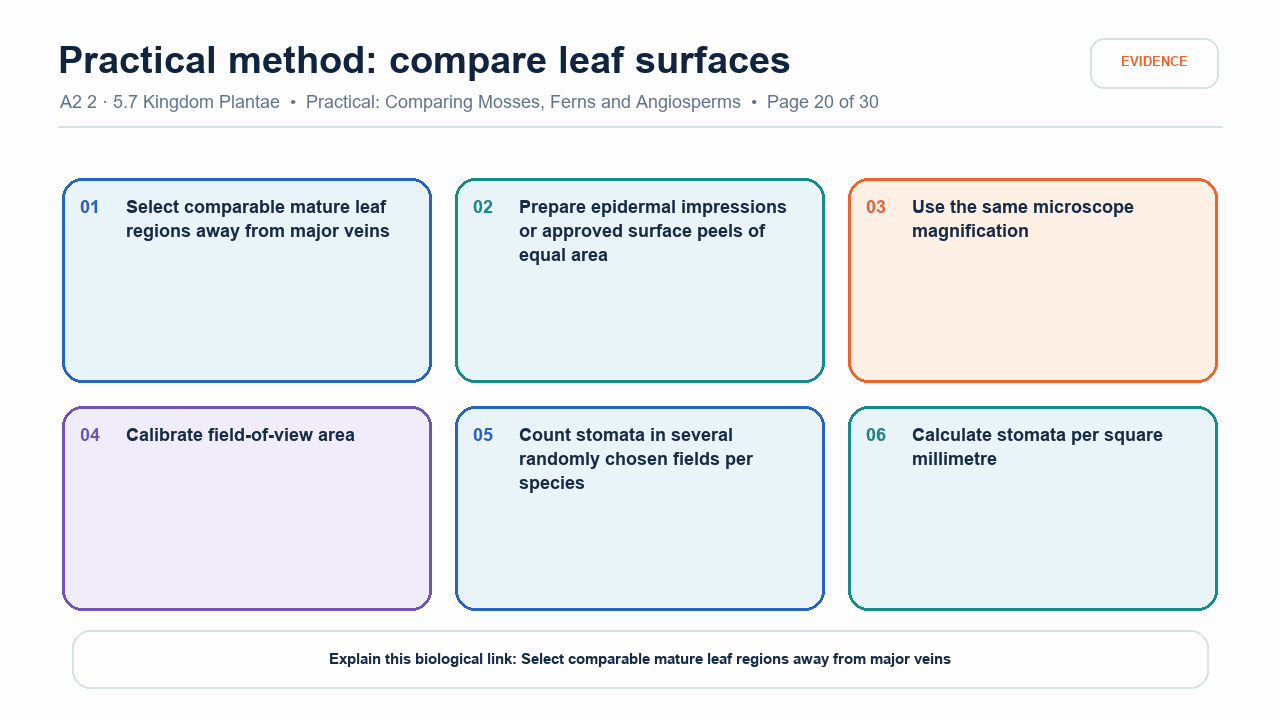 Practical method: compare leaf surfaces
EVIDENCE
A2 2 · 5.7 Kingdom Plantae • Practical: Comparing Mosses, Ferns and Angiosperms • Page 20 of 30
01 Select comparable mature leaf
regions away from major veins
02 Prepare epidermal impressions
or approved surface peels of
equal area
03 Use the same microscope
magnification
04 Calibrate field-of-view area
05 Count stomata in several
randomly chosen fields per
species
06 Calculate stomata per square
millimetre
Explain this biological link: Select comparable mature leaf regions away from major veins